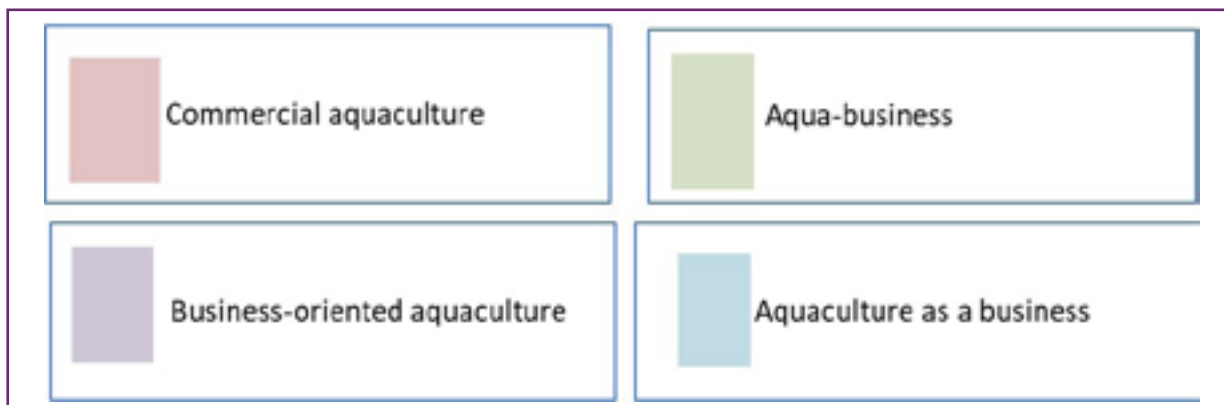 Commercial aquaculture
Aqua-business
Business-oriented aquaculture
Aquaculture as a business